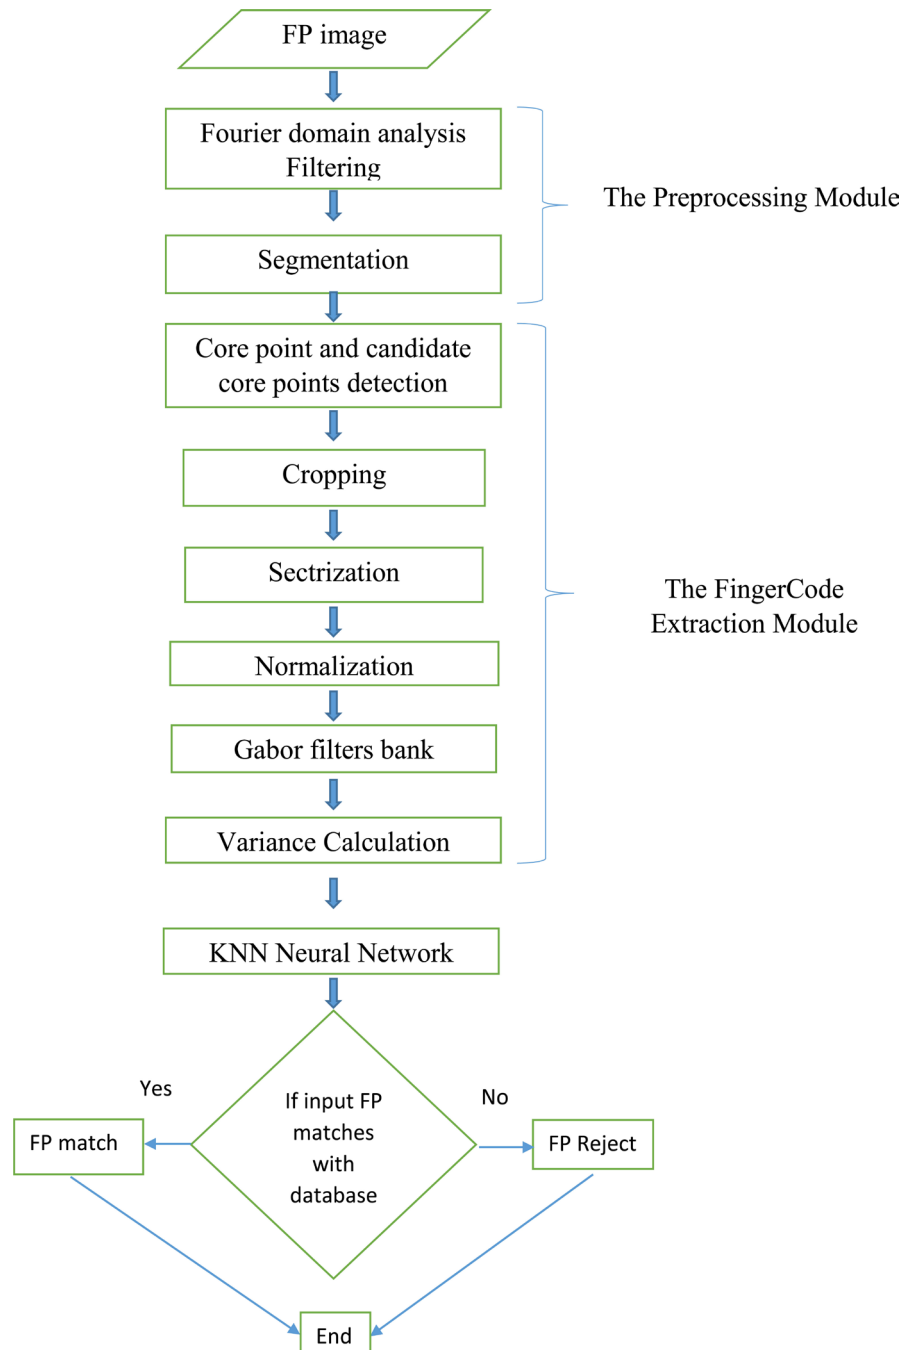 FP image
Fourier domain analysis
Filtering
The Preprocessing Module
Segmentation
Core point and candidate
core points detection
Cropping
Sectrization
The FingerCode
Extraction Module
Normalization
Gabor filters bank
Variance Calculation
KNN Neural Network
Yes
No
If input FP
matches
with
database
FP match
FP Reject
End